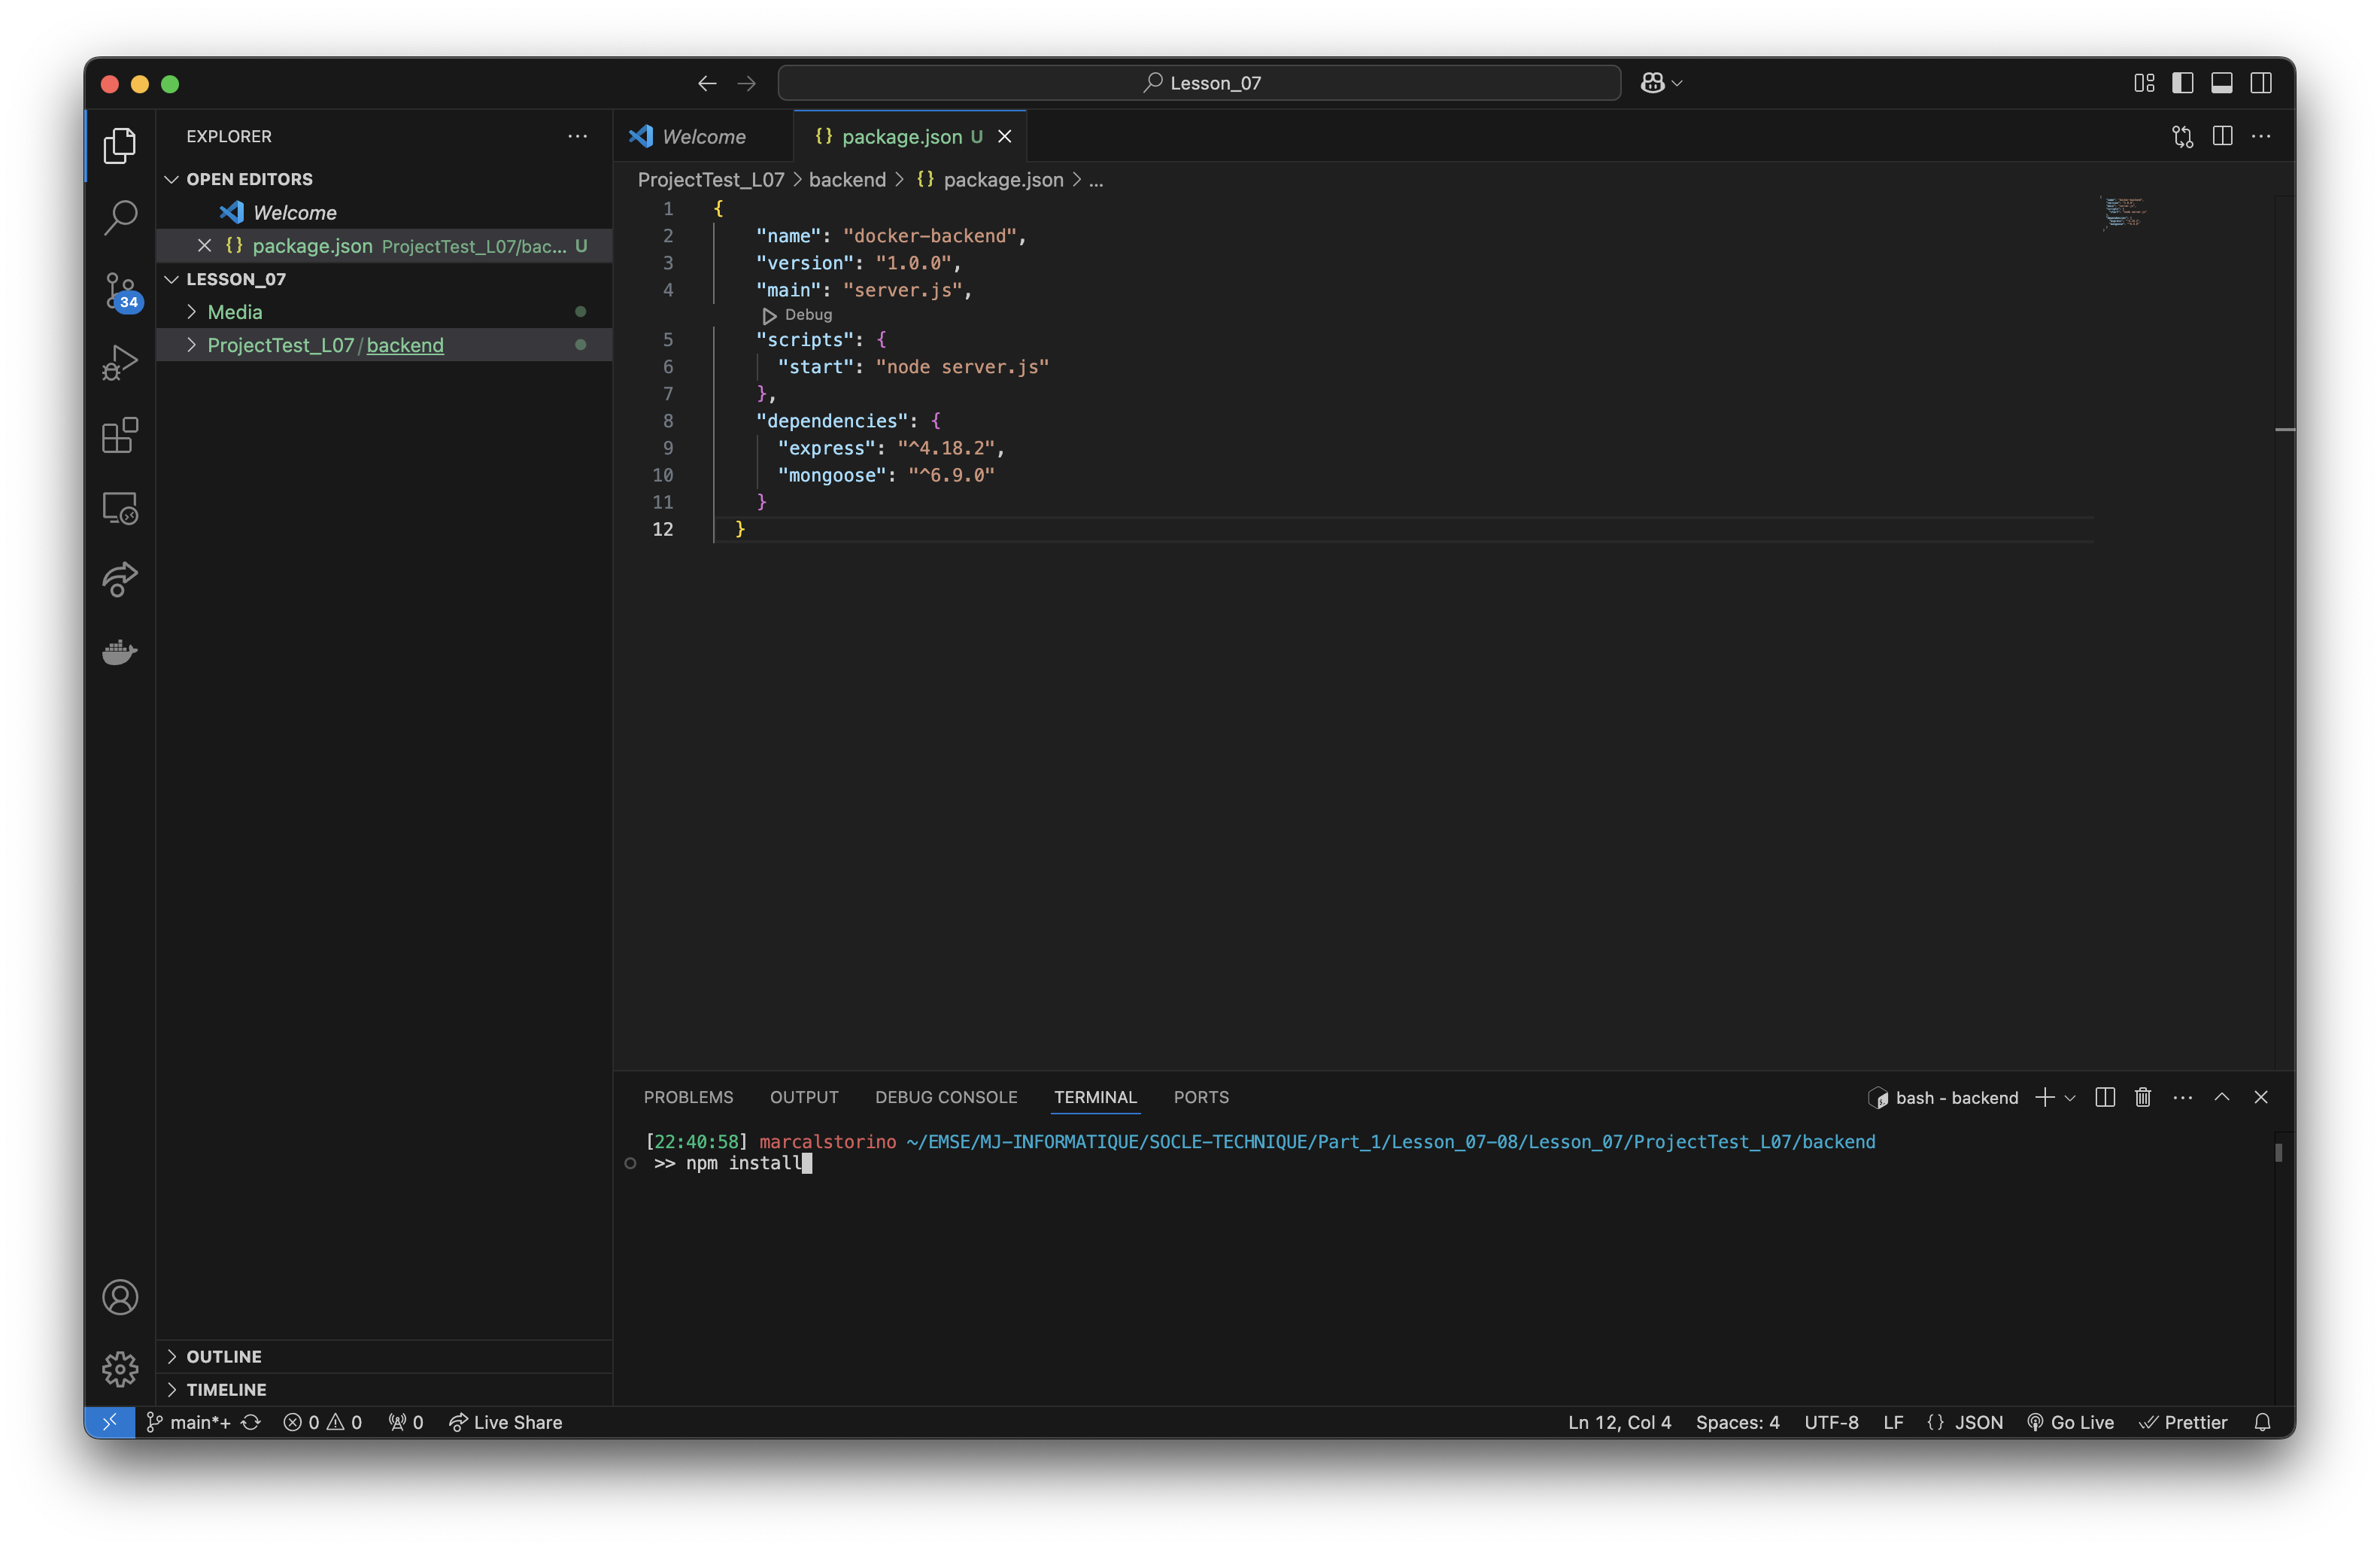 Lesson_07
EXPLORER
OPEN EDITORS
Welcome
package.json ProjectTest_L07/bac... U
LESSON_07
Media
ProjectTest_L07/backend
34
OUTLINE
TIMELINE
Welcome
{} package.json U
ProjectTest_L07 > backend > {} package.json > ...
1 {
2 "name": "docker-backend",
3 "version": "1.0.0",
4 "main": "server.js",
Debug
5 "scripts": {
6 "start": "node server.js"
7 },
8 "dependencies": {
9 "express": "^4.18.2",
10 "mongoose": "^6.9.0"
11 }
12 }
PROBLEMS OUTPUT DEBUG CONSOLE TERMINAL PORTS
bash - backend
[22:40:58] marcalstorino ~/EMSE/MJ-INFORMATIQUE/SOCLE-TECHNIQUE/Part_1/Lesson_07-08/Lesson_07/ProjectTest_L07/backend
>> npm install
main*+ 0 0 0 Live Share
Ln 12, Col 4 Spaces: 4 UTF-8 LF {} JSON Go Live Prettier